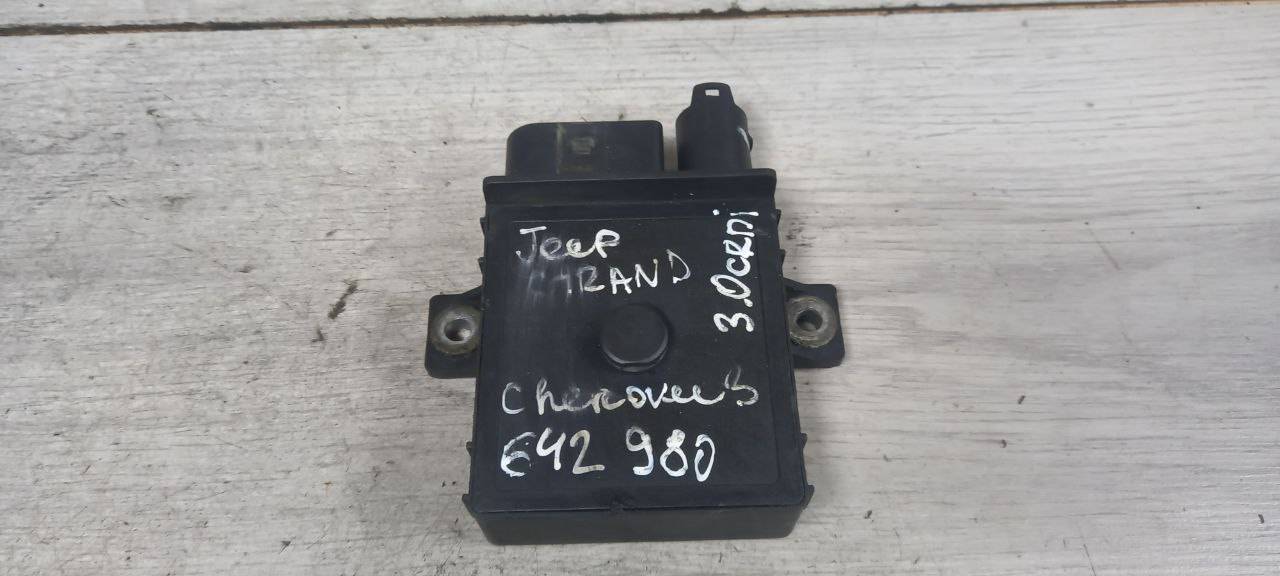 Jeep
GRAND
Cherokee 3
642 980
3.0CRDi